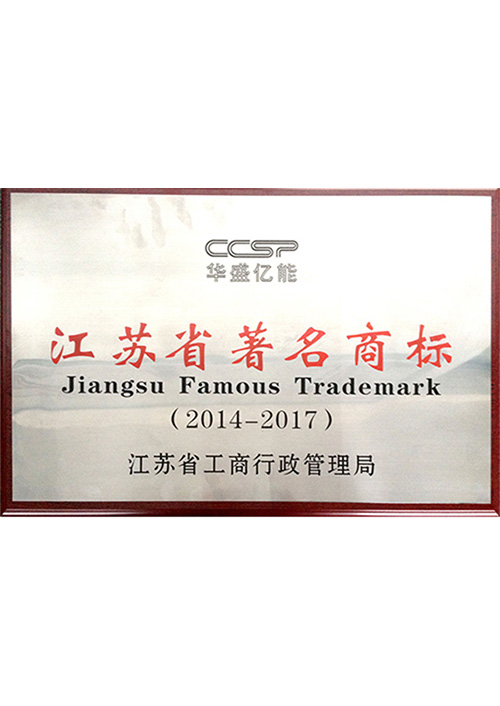 CCSP
华盛亿能
江苏省著名商标
Jiangsu Famous Trademark
(2014-2017)
江苏省工商行政管理局